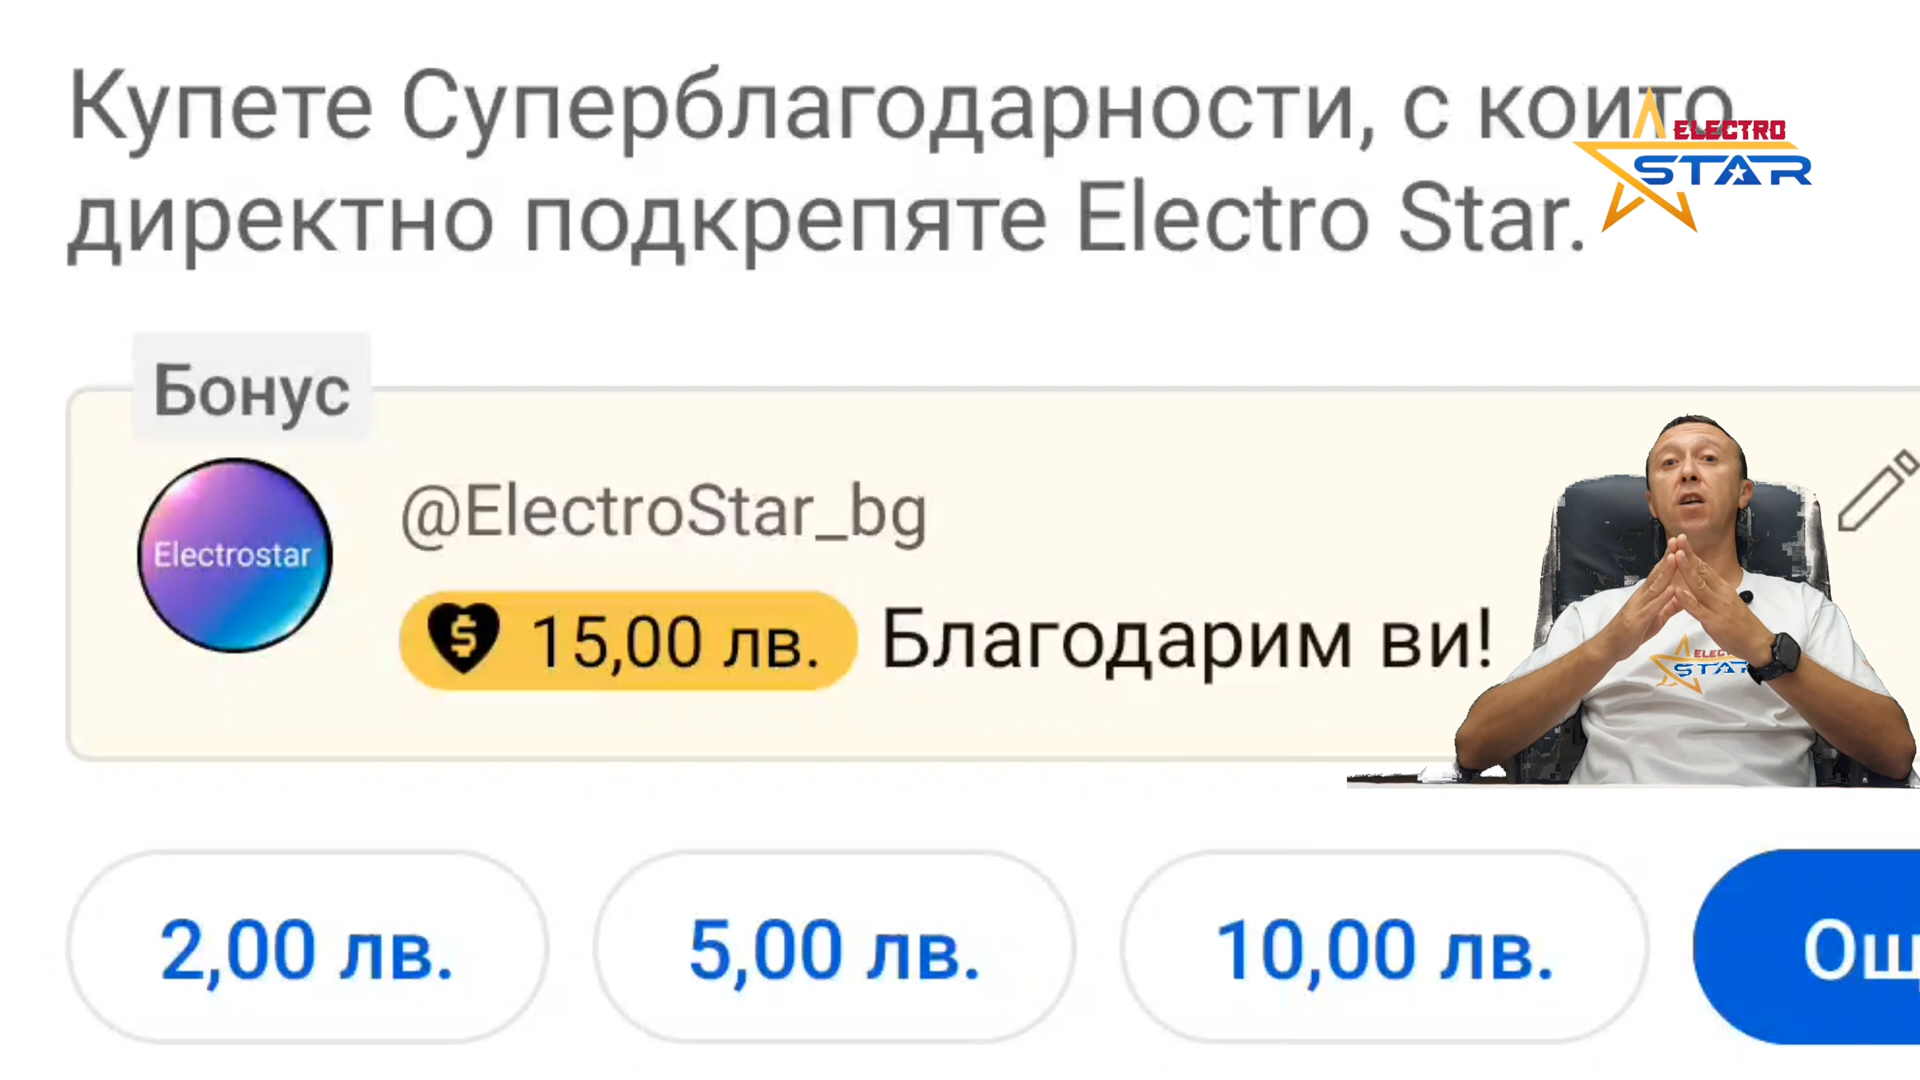 Купете Суперблагодарности, с които
ELECTRO
STAR
директно подкрепяте Electro Star.
Бонус
@ElectroStar_bg
Electrostar
15,00 лв. Благодарим ви!
STAR
2,00 лв.
5,00 лв.
10,00 лв.